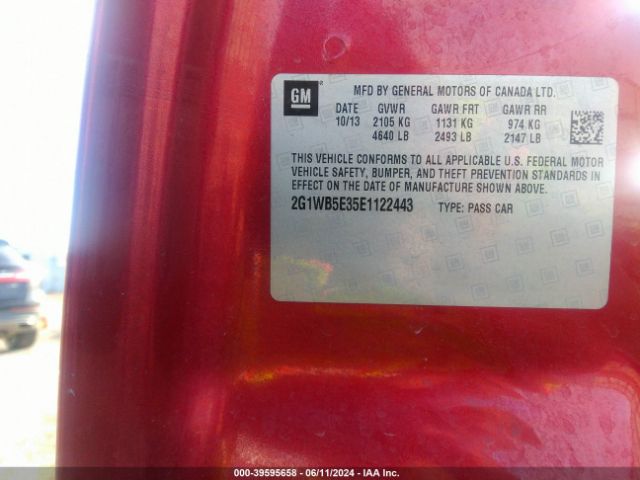 GM
MFD BY GENERAL MOTORS OF CANADA LTD.
DATE GVWR GAWR FRT GAWR RR
10/13 2105 KG 1131 KG 974 KG
4640 LB 2493 LB 2147 LB
THIS VEHICLE CONFORMS TO ALL APPLICABLE U.S. FEDERAL MOTOR
VEHICLE SAFETY, BUMPER, AND THEFT PREVENTION STANDARDS IN
EFFECT ON THE DATE OF MANUFACTURE SHOWN ABOVE.
2G1WB5E35E1122443 TYPE: PASS CAR
000-39595658 - 06/11/2024 - IAA Inc.